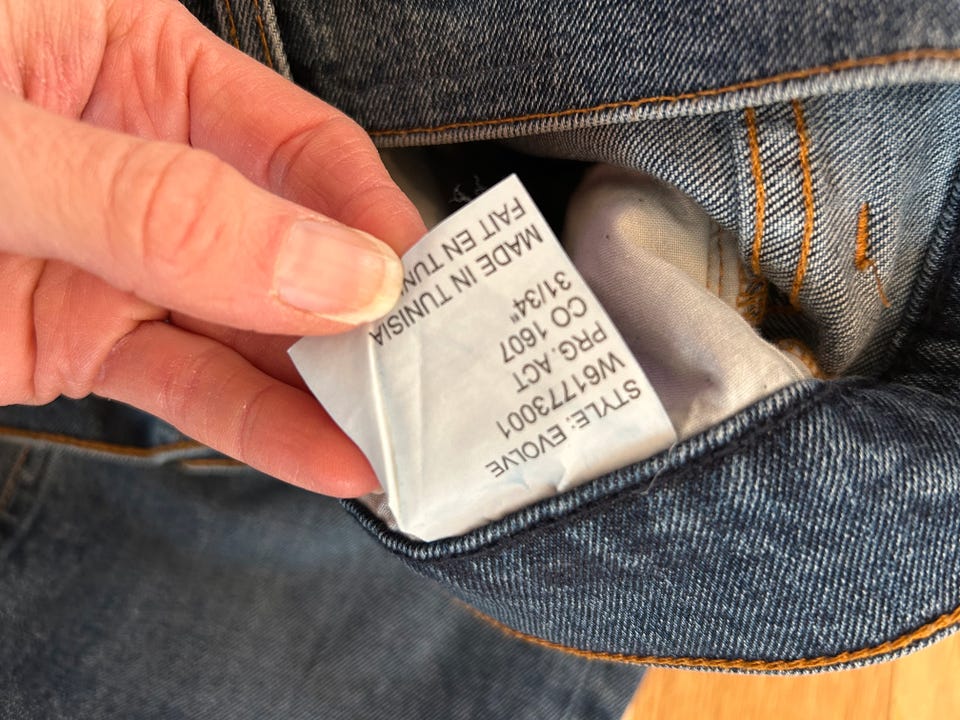 STYLE: EVOLVE
W61773001
PRG. ACT
CO 1607
31/34"
MADE IN TUNISIA
FAIT EN